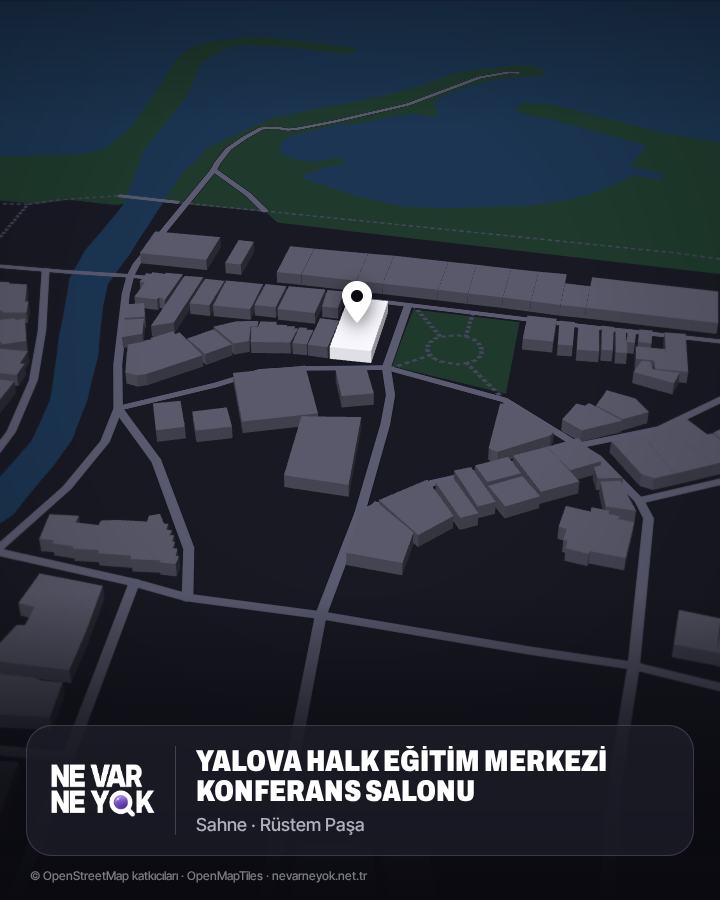 NE VAR
NE YOK
YALOVA HALK EĞİTİM MERKEZİ
KONFERANS SALONU
Sahne · Rüstem Paşa
© OpenStreetMap katkıcıları · OpenMapTiles · nevarneyok.net.tr